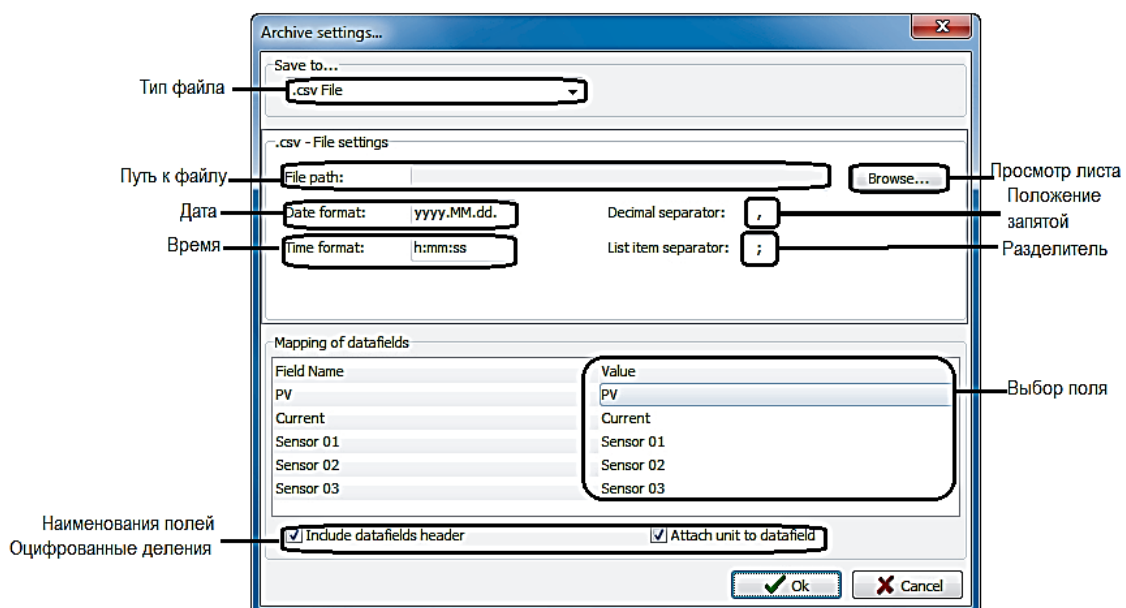 Archive settings...
Save to...
Тип файла
.csv File
.csv - File settings
Путь к файлу
File path:
Browse...
Просмотр листа
Дата
Date format:
yyyy.MM.dd.
Decimal separator:
,
Положение
запятой
Время
Time format:
h:mm:ss
List item separator:
;
Разделитель
Mapping of datafields
Field Name
Value
PV
PV
Выбор поля
Current
Current
Sensor 01
Sensor 01
Sensor 02
Sensor 02
Sensor 03
Sensor 03
Наименования полей
Оцифрованные деления
Include datafields header
Attach unit to datafield
Ok
Cancel